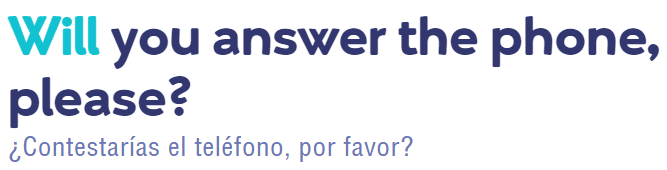 Will you answer the phone,
please?
¿Contestarías el teléfono, por favor?